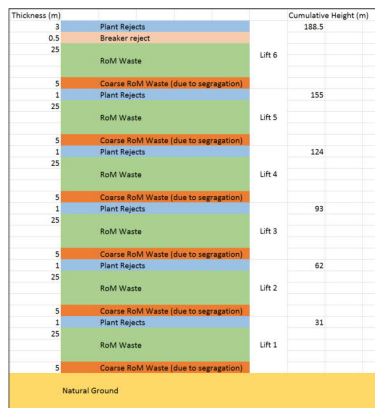 Thickness (m) Cumulative Height (m)
3 Plant Rejects 188.5
0.5 Breaker reject
25
RoM Waste Lift 6
5 Coarse RoM Waste (due to segragation)
1 Plant Rejects 155
25
RoM Waste Lift 5
5 Coarse RoM Waste (due to segragation)
1 Plant Rejects 124
25
RoM Waste Lift 4
5 Coarse RoM Waste (due to segragation)
1 Plant Rejects 93
25
RoM Waste Lift 3
5 Coarse RoM Waste (due to segragation)
1 Plant Rejects 62
25
RoM Waste Lift 2
5 Coarse RoM Waste (due to segragation)
1 Plant Rejects 31
25
RoM Waste Lift 1
5 Coarse RoM Waste (due to segragation)
Natural Ground